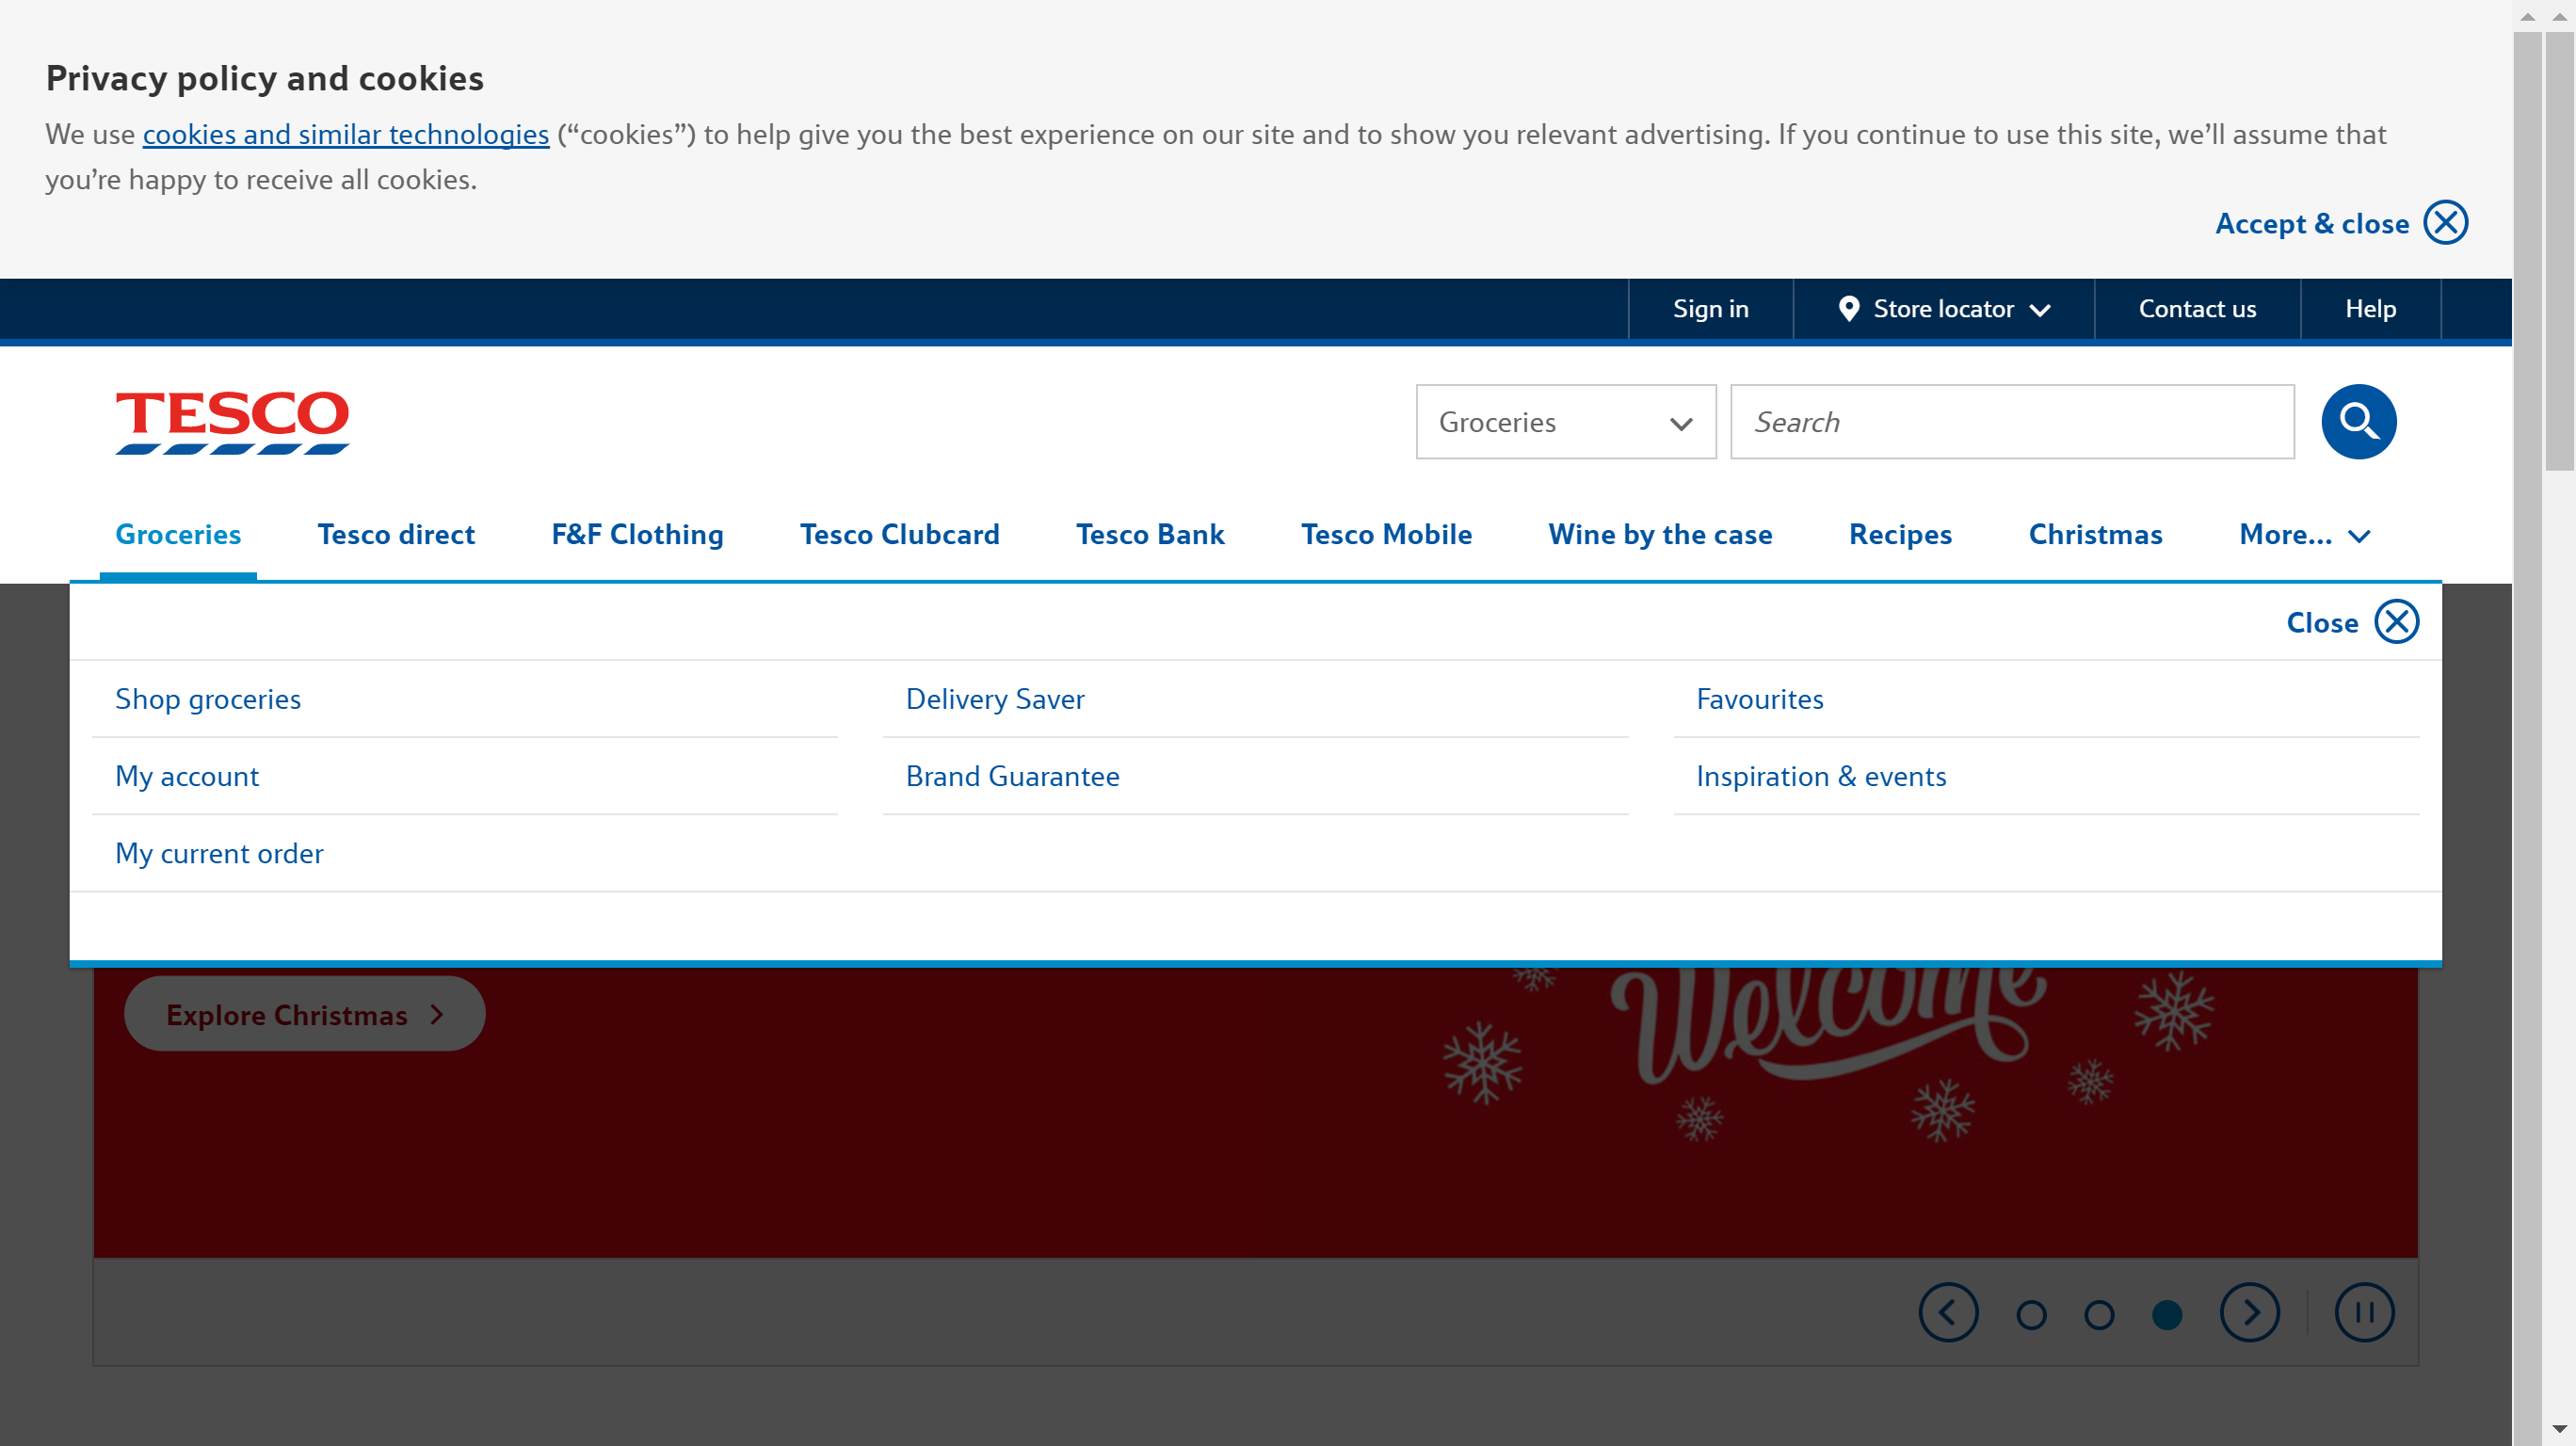 Privacy policy and cookies
We use cookies and similar technologies (“cookies”) to help give you the best experience on our site and to show you relevant advertising. If you continue to use this site, we’ll assume that
you’re happy to receive all cookies.
Accept & close
Sign in
Store locator
Contact us
Help
TESCO
Groceries
Search
Groceries
Tesco direct
F&F Clothing
Tesco Clubcard
Tesco Bank
Tesco Mobile
Wine by the case
Recipes
Christmas
More...
Close
Shop groceries
Delivery Saver
Favourites
My account
Brand Guarantee
Inspiration & events
My current order
Explore Christmas
Welcome